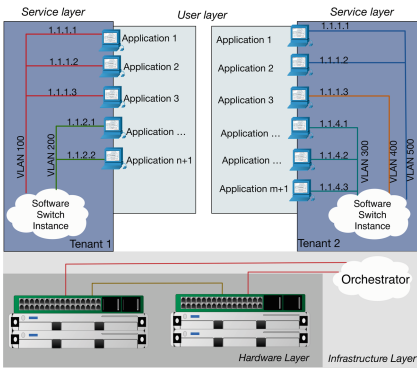 Service layer
User layer
Service layer
1.1.1.1
Application 1
1.1.1.2
Application 2
1.1.1.3
Application 3
1.1.2.1
Application ...
1.1.2.2
Application n+1
VLAN 100
VLAN 200
Software
Switch
Instance
Tenant 1
Application 1
1.1.1.1
Application 2
1.1.1.2
Application 3
1.1.1.3
Application ...
1.1.4.1
Application ...
1.1.4.2
Application m+1
1.1.4.3
VLAN 300
VLAN 400
VLAN 500
Software
Switch
Instance
Tenant 2
Orchestrator
Hardware Layer
Infrastructure Layer